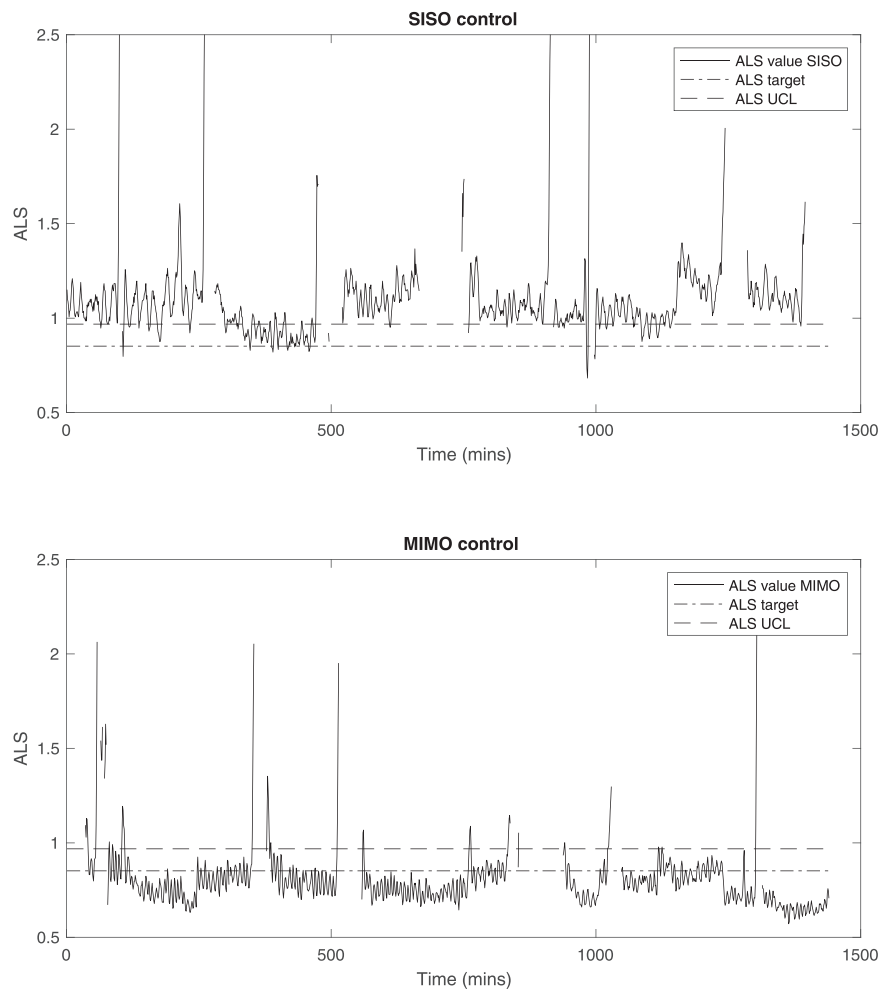 SISO control
2.5
ALS value SISO
ALS target
ALS UCL
2
1.5
ALS
1
0.5
0 500 1000 1500
Time (mins)
MIMO control
2.5
ALS value MIMO
ALS target
ALS UCL
2
1.5
ALS
1
0.5
0 500 1000 1500
Time (mins)